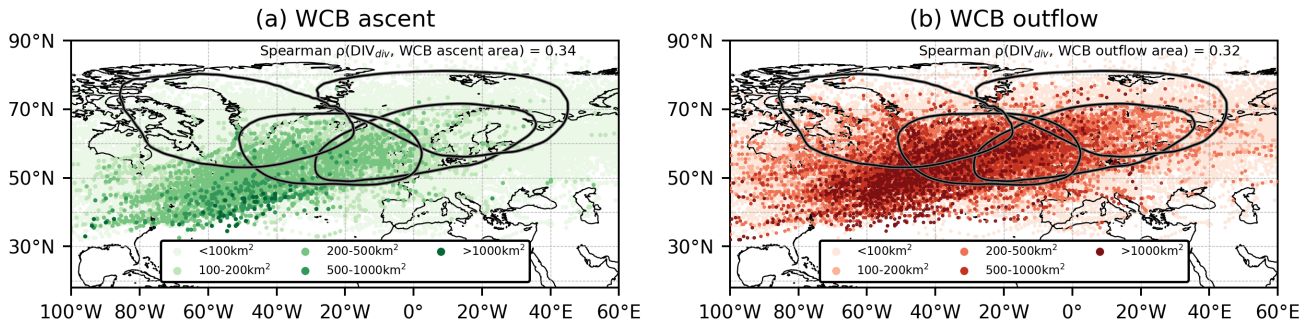 (a) WCB ascent
Spearman ρ(DIV_div, WCB ascent area) = 0.34
90°N
70°N
50°N
30°N
<100km²
200-500km²
>1000km²
100-200km²
500-1000km²
100°W 80°W 60°W 40°W 20°W 0° 20°E 40°E 60°E
(b) WCB outflow
Spearman ρ(DIV_div, WCB outflow area) = 0.32
90°N
70°N
50°N
30°N
<100km²
200-500km²
>1000km²
100-200km²
500-1000km²
100°W 80°W 60°W 40°W 20°W 0° 20°E 40°E 60°E